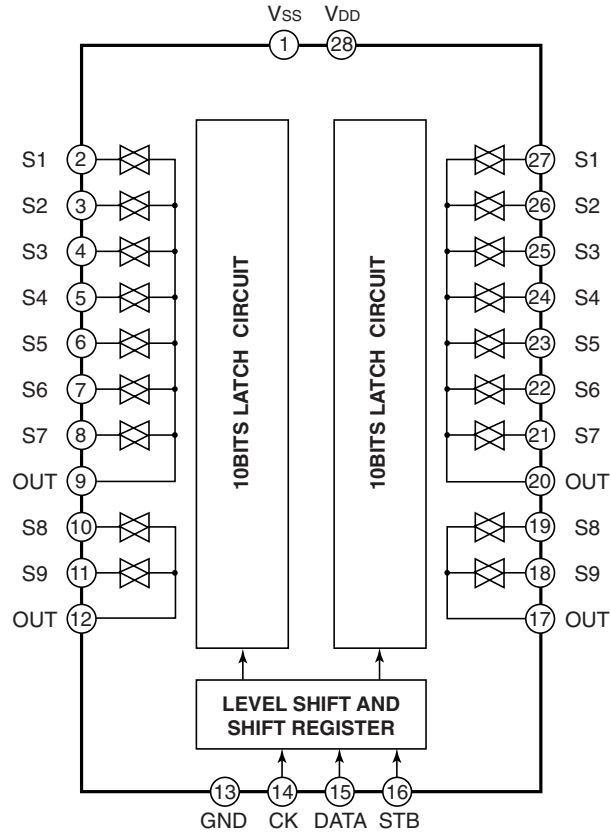 VSS VDD
1 28
S1 2 27 S1
S2 3 26 S2
S3 4 25 S3
S4 5 24 S4
S5 6 23 S5
S6 7 22 S6
S7 8 21 S7
OUT 9 20 OUT
S8 10 19 S8
S9 11 18 S9
OUT 12 17 OUT
10BITS LATCH CIRCUIT
10BITS LATCH CIRCUIT
LEVEL SHIFT AND
SHIFT REGISTER
13 14 15 16
GND CK DATA STB